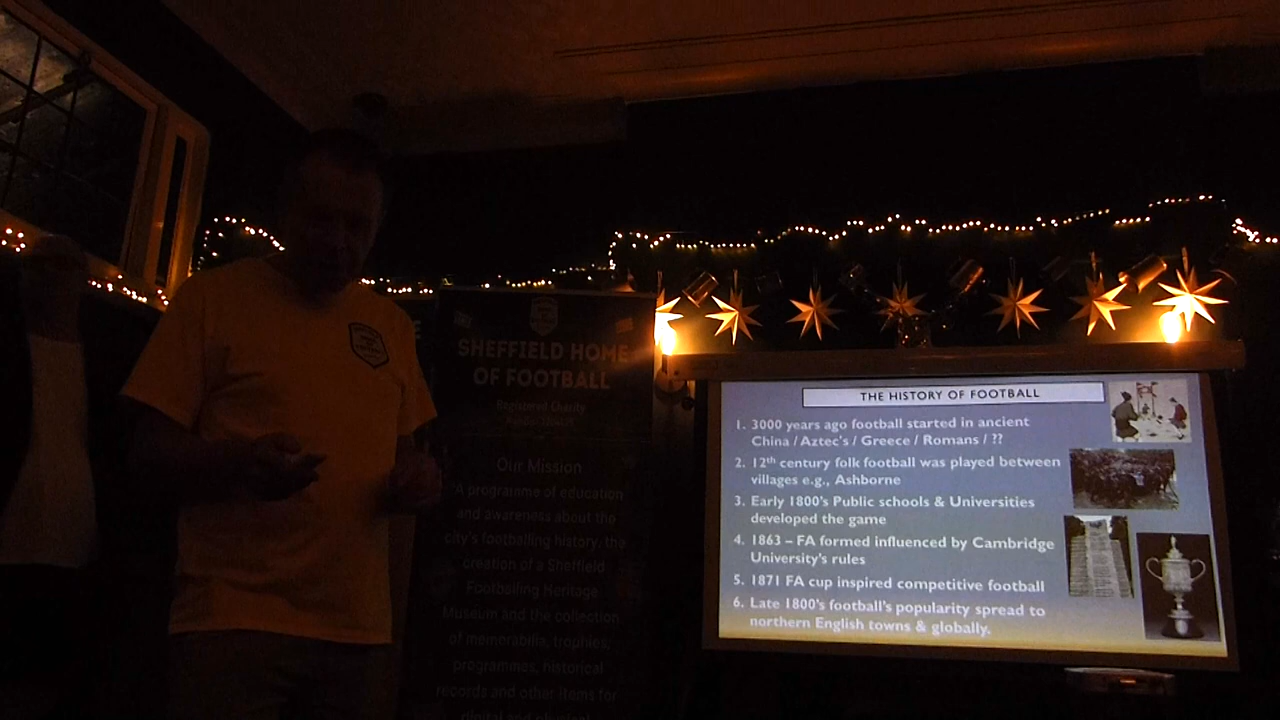 SHEFFIELD HOME
OF FOOTBALL
Registered Charity
Our Mission
"A programme of education
and awareness about the
city's footballing history, the
creation of a Sheffield
Footballing Heritage
Museum and the collection
of memorabilia, trophies,
programmes, historical
records and other items for
digital and physical
THE HISTORY OF FOOTBALL
1. 3000 years ago football started in ancient
China / Aztec's / Greece / Romans / ??
2. 12th century folk football was played between
villages e.g., Ashborne
3. Early 1800's Public schools & Universities
developed the game
4. 1863 – FA formed influenced by Cambridge
University's rules
5. 1871 FA cup inspired competitive football
6. Late 1800's football's popularity spread to
northern English towns & globally.